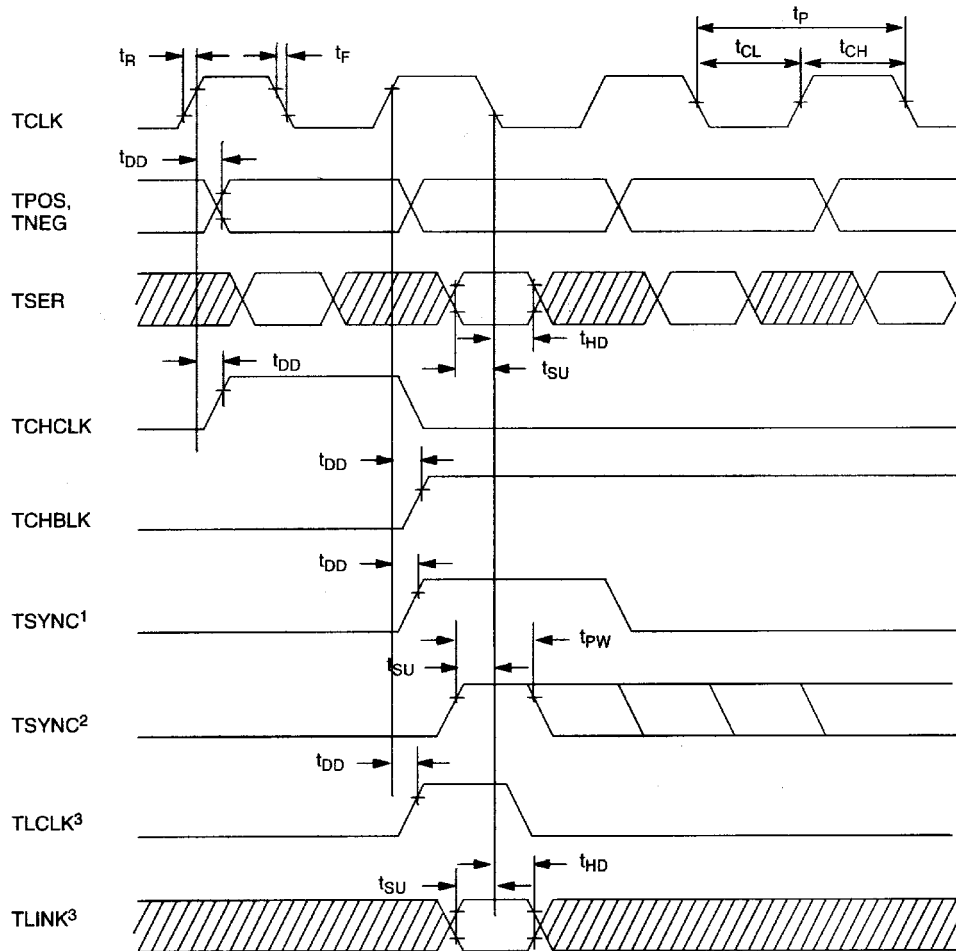 tP
tR
tF
tCL
tCH
TCLK
tDD
TPOS,
TNEG
TSER
tHD
tDD
tSU
TCHCLK
tDD
TCHBLK
tDD
TSYNC1
tPW
tSU
TSYNC2
tDD
TLCLK3
tHD
tSU
TLINK3